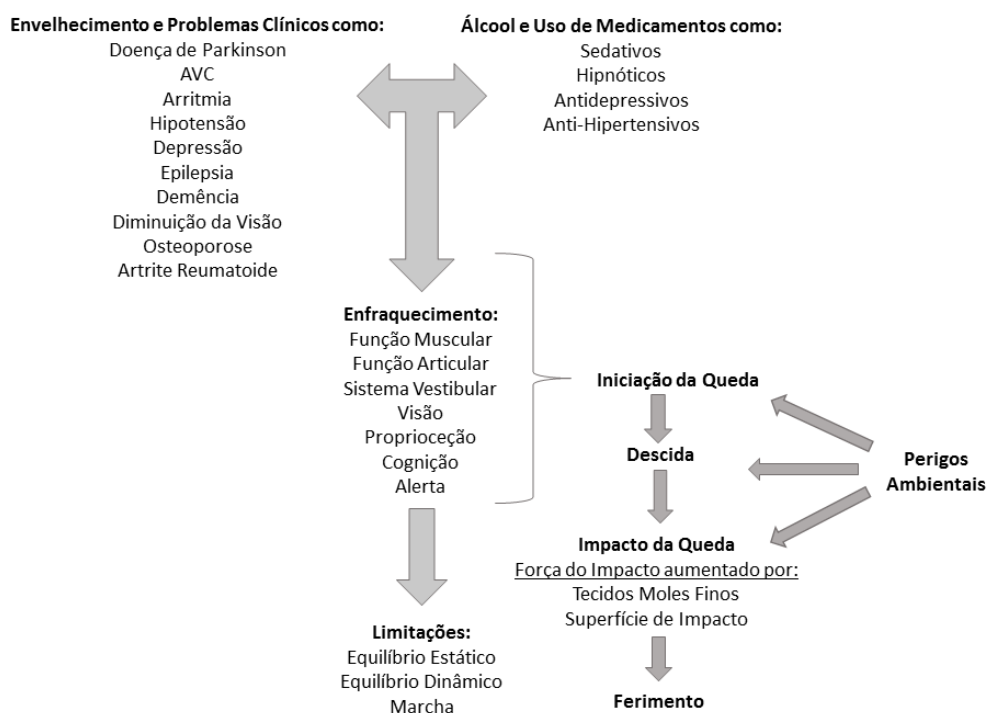 Envelhecimento e Problemas Clínicos como:
Doença de Parkinson
AVC
Arritmia
Hipotensão
Depressão
Epilepsia
Demência
Diminuição da Visão
Osteoporose
Artrite Reumatoide
Álcool e Uso de Medicamentos como:
Sedativos
Hipnóticos
Antidepressivos
Anti-Hipertensivos
Enfraquecimento:
Função Muscular
Função Articular
Sistema Vestibular
Visão
Proprioceção
Cognição
Alerta
Limitações:
Equilíbrio Estático
Equilíbrio Dinâmico
Marcha
Iniciação da Queda
Descida
Impacto da Queda
Força do Impacto aumentado por:
Tecidos Moles Finos
Superfície de Impacto
Ferimento
Perigos
Ambientais